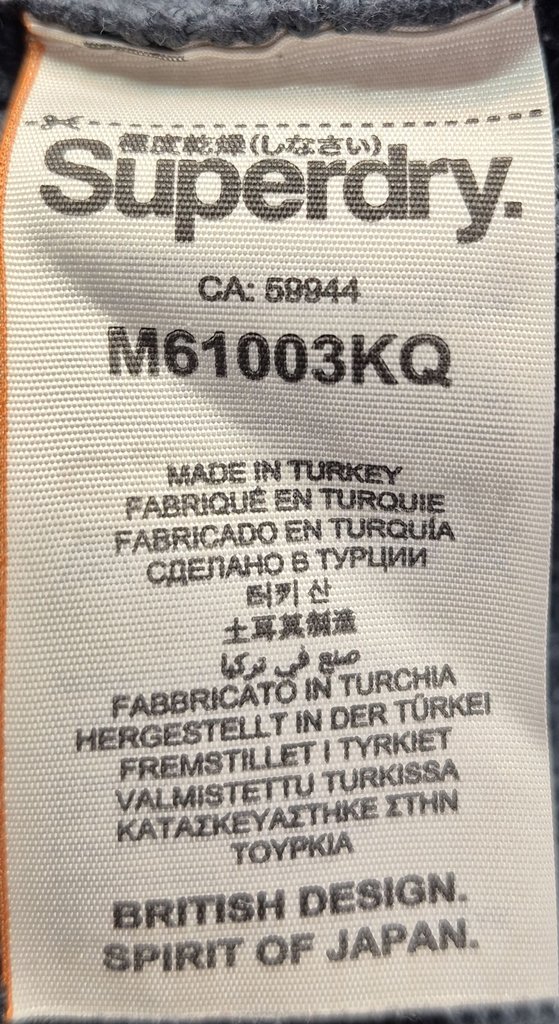 極度乾燥(しなさい)
Superdry.
CA: 59944
M61003KQ
MADE IN TURKEY
FABRIQUÉ EN TURQUIE
FABRICADO EN TURQUÍA
СДЕЛАНО В ТУРЦИИ
터키 산
土耳其制造
صنع في تركيا
FABBRICATO IN TURCHIA
HERGESTELLT IN DER TÜRKEI
FREMSTILLET I TYRKIET
VALMISTETTU TURKISSA
ΚΑΤΑΣΚΕΥΑΣΤΗΚΕ ΣΤΗΝ
ΤΟΥΡΚΙΑ
BRITISH DESIGN.
SPIRIT OF JAPAN.